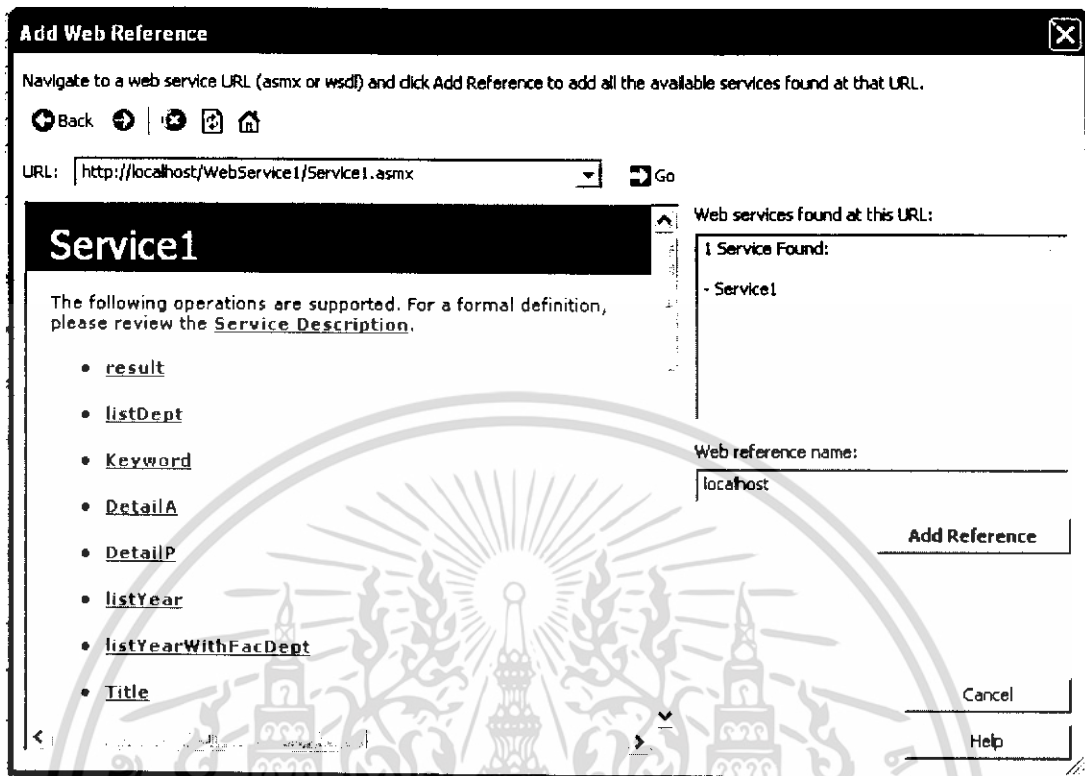 Add Web Reference
Navigate to a web service URL (asmx or wsdl) and click Add Reference to add all the available services found at that URL.
Back
URL: http://localhost/WebService1/Service1.asmx Go
Service1
The following operations are supported. For a formal definition,
please review the Service Description.
• result
• listDept
• Keyword
• DetailA
• DetailP
• listYear
• listYearWithFacDept
• Title
Web services found at this URL:
1 Service Found:
- Service1
Web reference name:
localhost
Add Reference
Cancel
Help